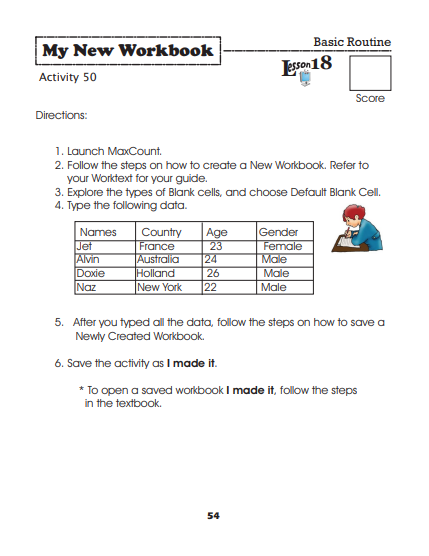 Basic Routine
My New Workbook
Lesson 18
Activity 50
Score
Directions:
1. Launch MaxCount.
2. Follow the steps on how to create a New Workbook. Refer to
your Worktext for your guide.
3. Explore the types of Blank cells, and choose Default Blank Cell.
4. Type the following data.
Names Country Age Gender
Jet France 23 Female
Alvin Australia 24 Male
Doxie Holland 26 Male
Naz New York 22 Male
5. After you typed all the data, follow the steps on how to save a
Newly Created Workbook.
6. Save the activity as I made it.
* To open a saved workbook I made it, follow the steps
in the textbook.
54